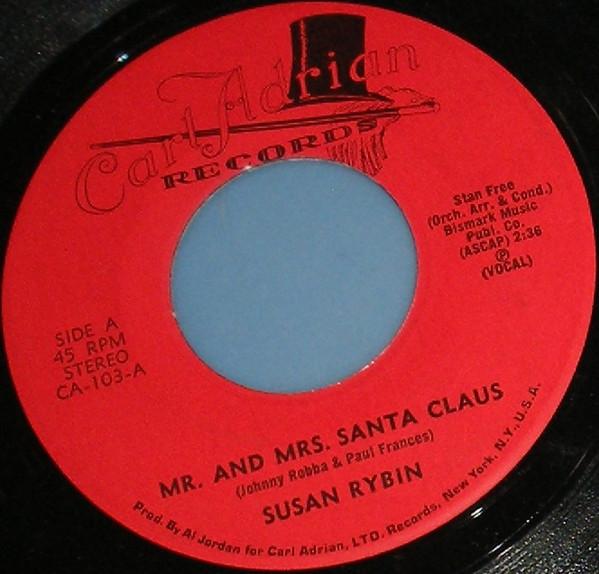 Carl Adrian
RECORDS
Stan Free
(Orch. Arr. & Cond.)
Bismark Music
Publ. Co.
(ASCAP) 2:36
Ⓟ
(VOCAL)
SIDE A
45 RPM
STEREO
CA-103-A
MR. AND MRS. SANTA CLAUS
(Johnny Robba & Paul Frances)
SUSAN RYBIN
Prod. By Al Jordan for Carl Adrian, LTD. Records, New York, N.Y., U.S.A.